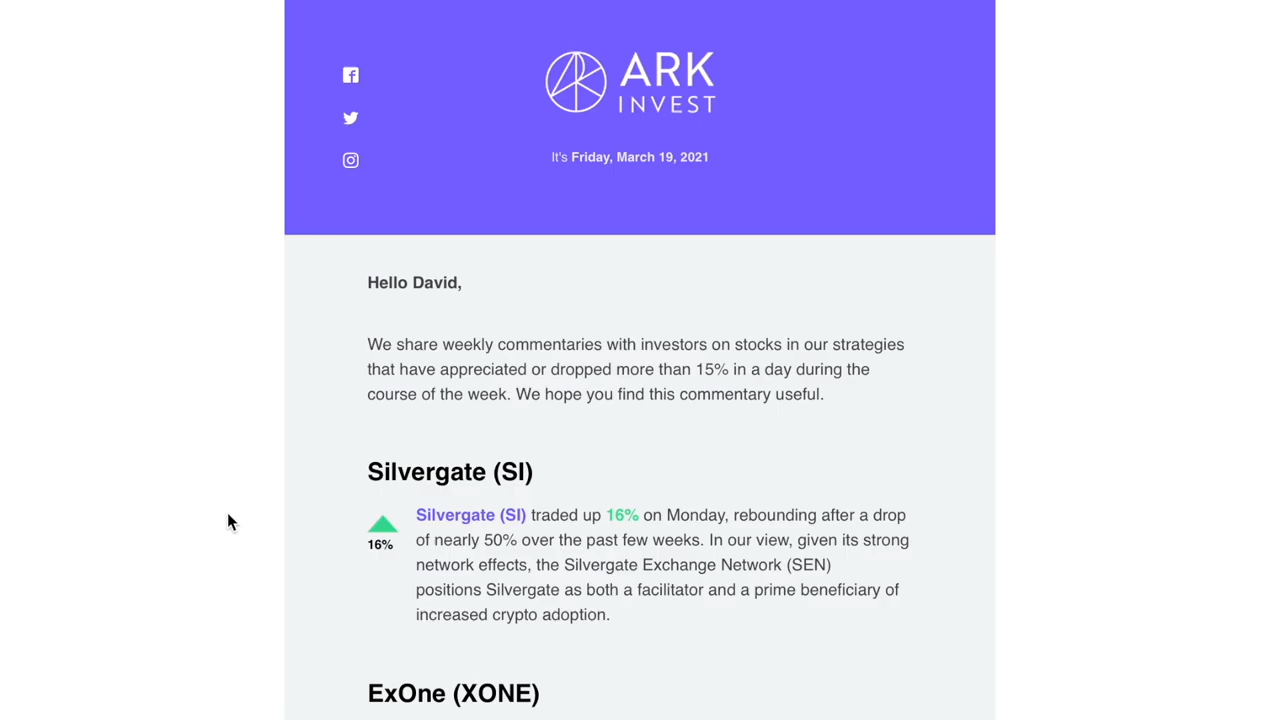 ARK
INVEST
It's Friday, March 19, 2021
Hello David,
We share weekly commentaries with investors on stocks in our strategies
that have appreciated or dropped more than 15% in a day during the
course of the week. We hope you find this commentary useful.
Silvergate (SI)
Silvergate (SI) traded up 16% on Monday, rebounding after a drop
16%
of nearly 50% over the past few weeks. In our view, given its strong
network effects, the Silvergate Exchange Network (SEN)
positions Silvergate as both a facilitator and a prime beneficiary of
increased crypto adoption.
ExOne (XONE)